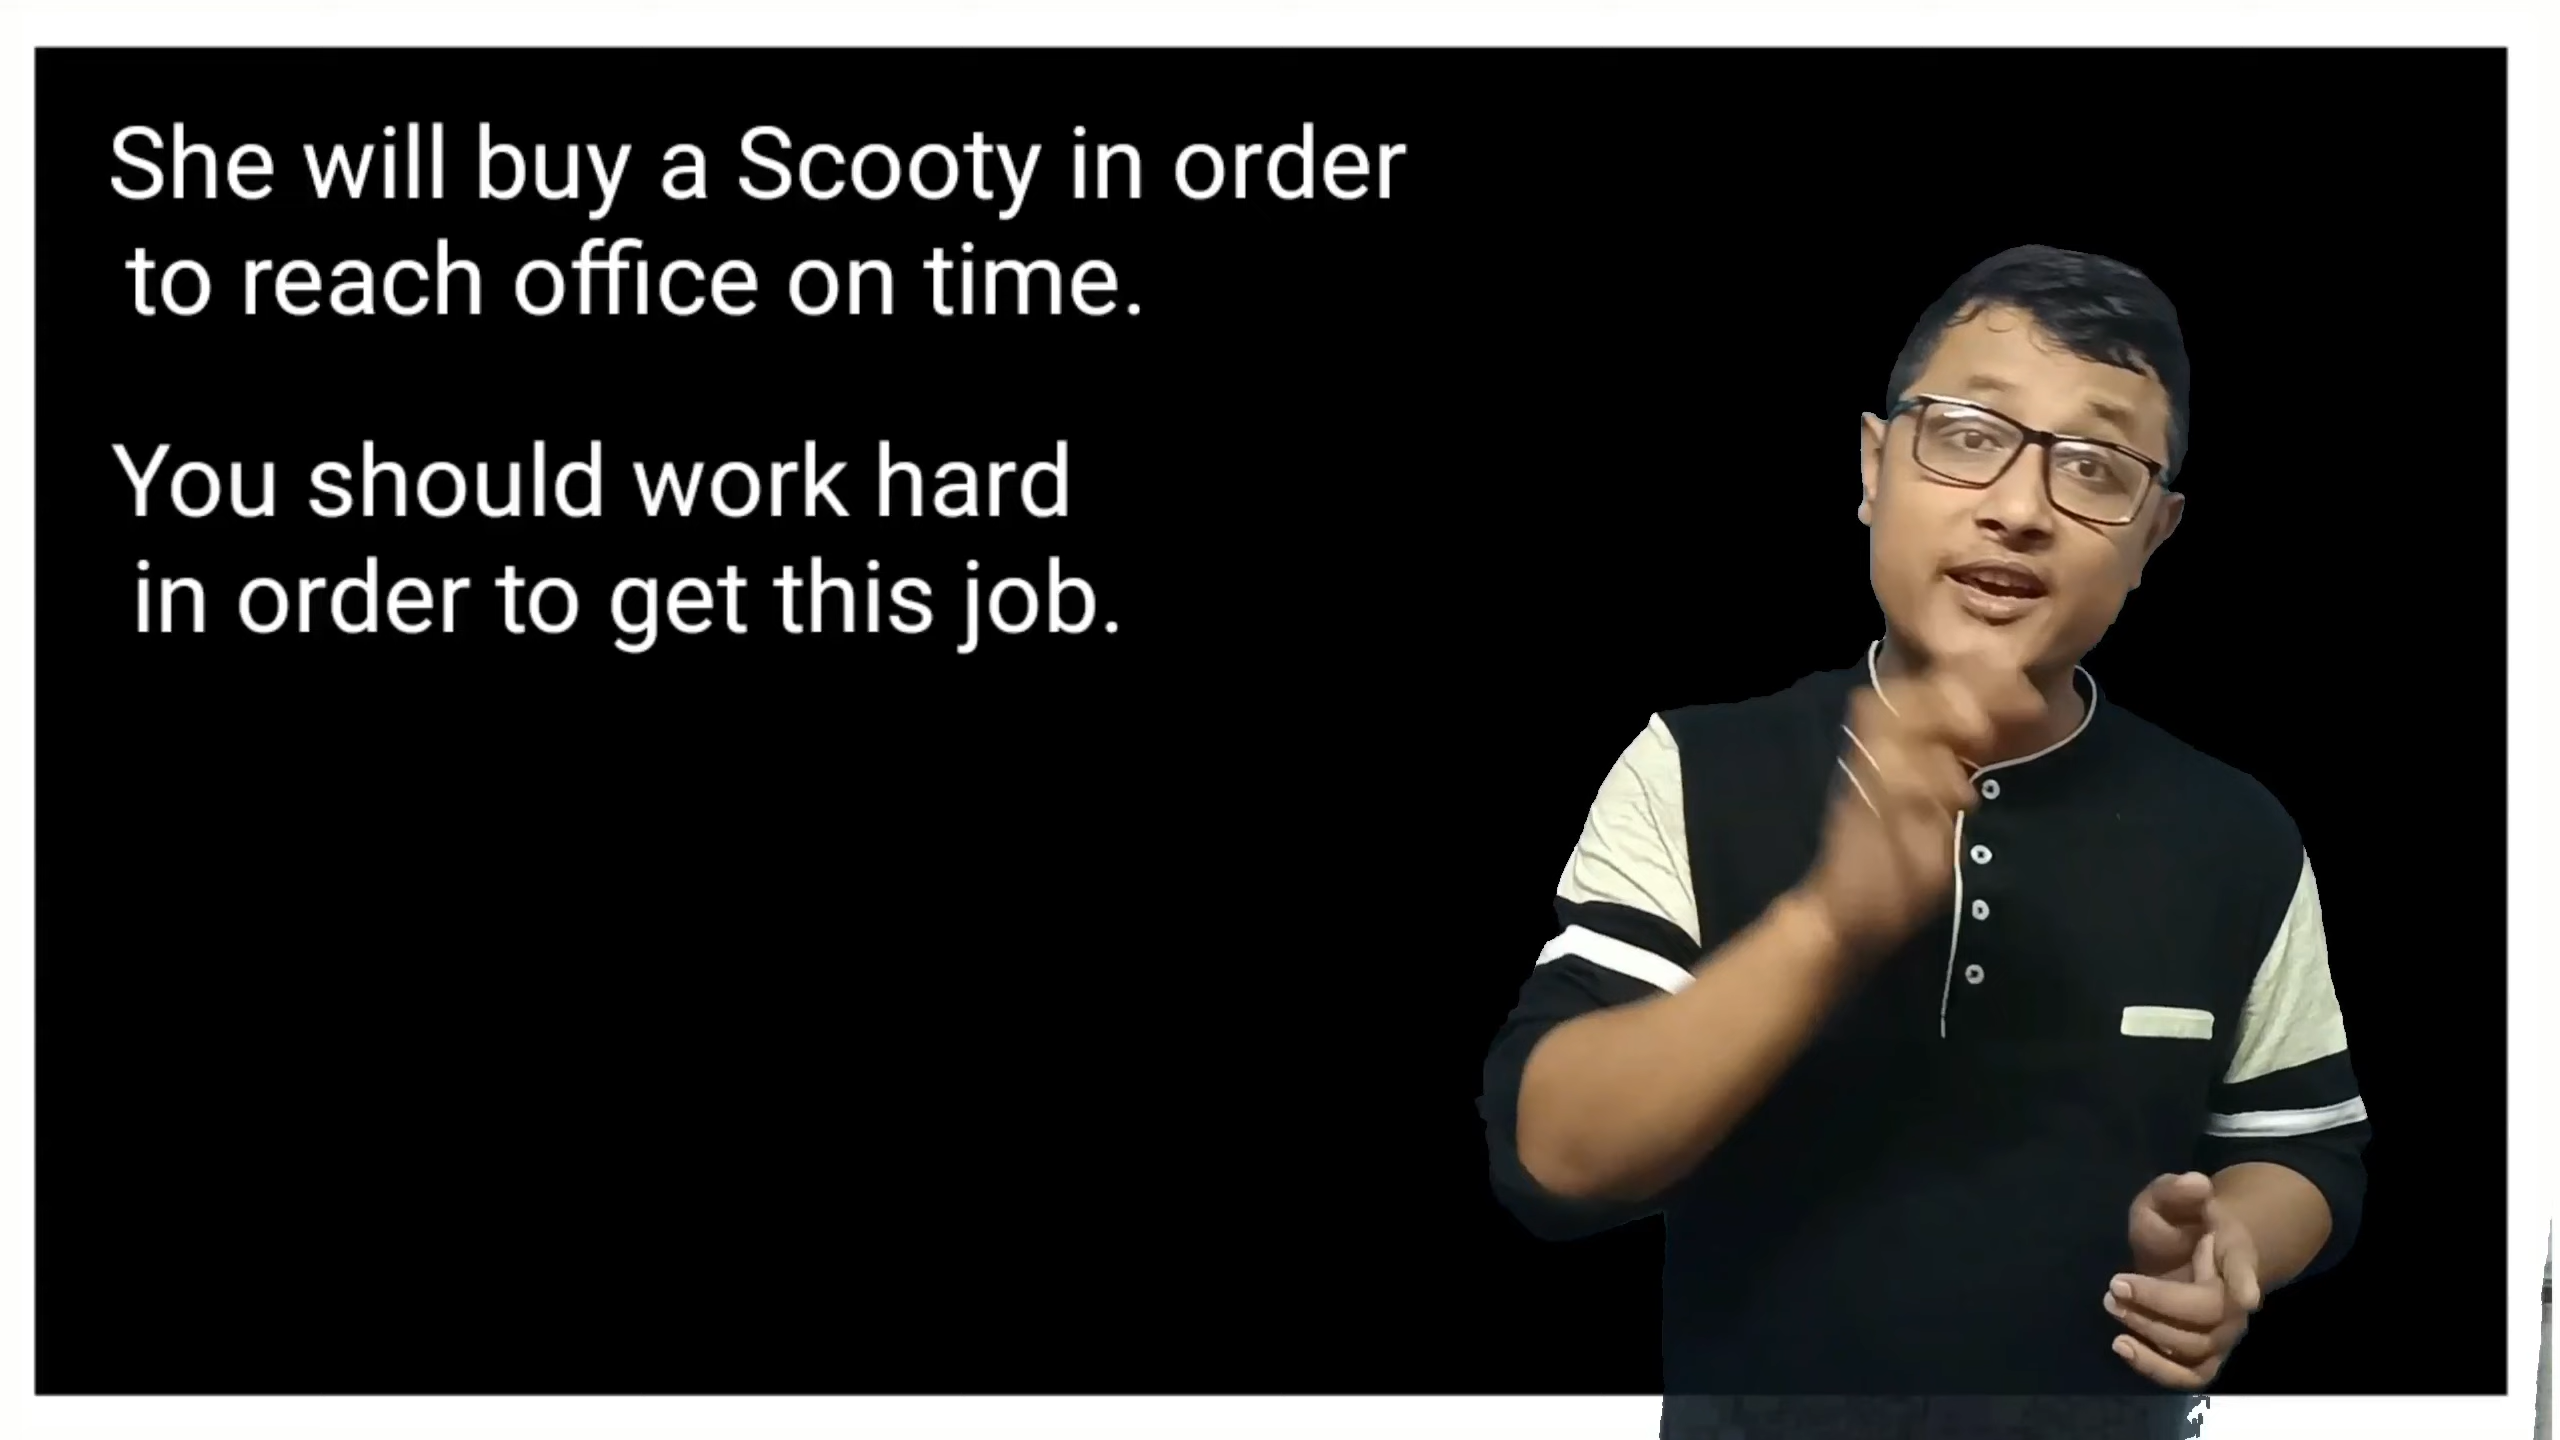 She will buy a Scooty in order
to reach office on time.
You should work hard
in order to get this job.